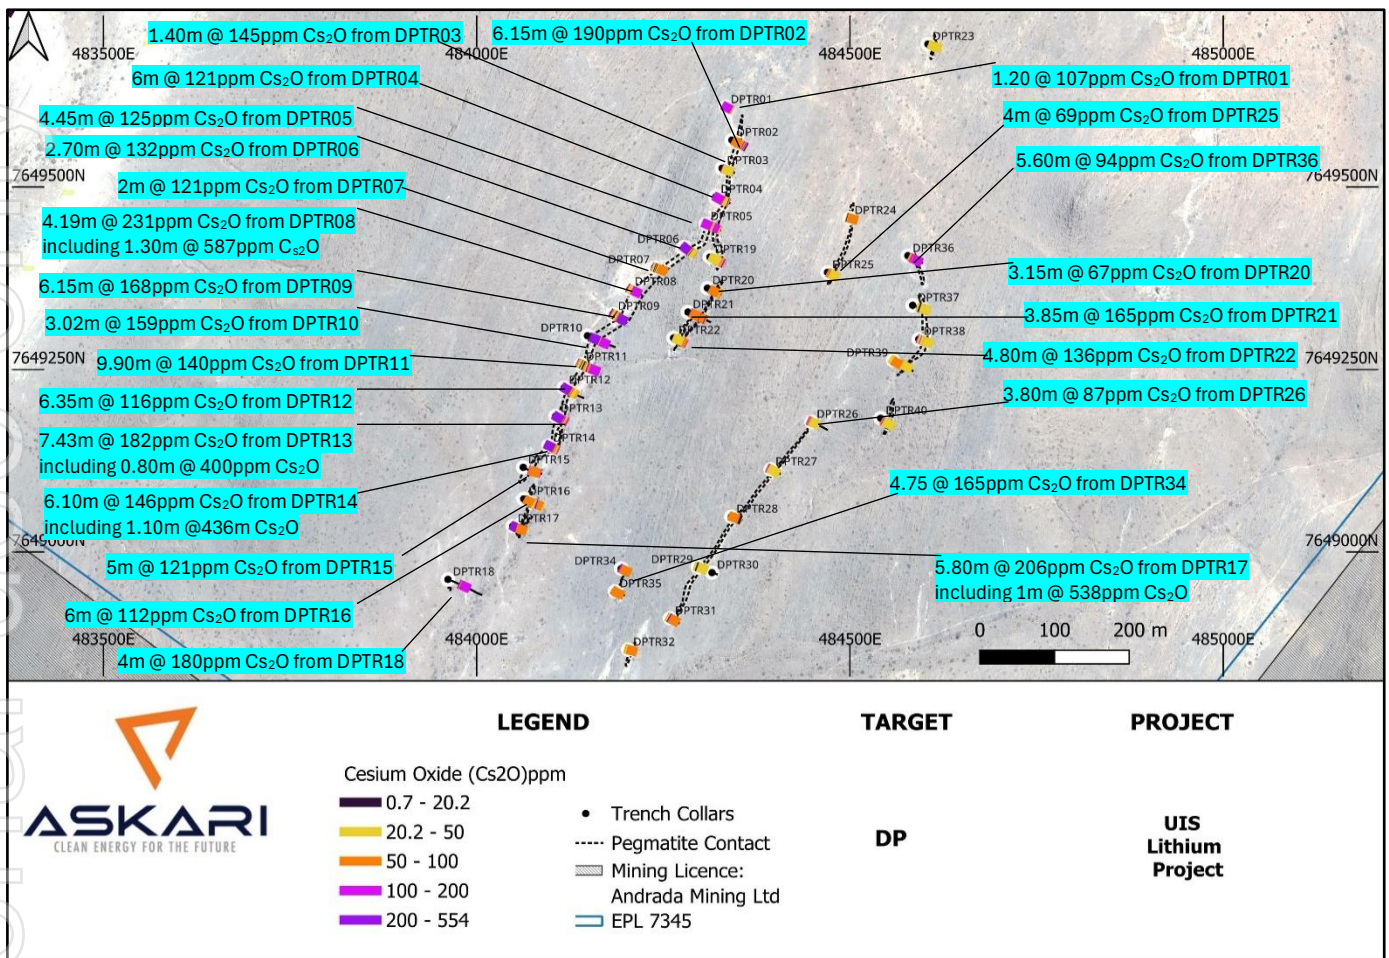 483500E
484000E
484500E
485000E
1.40m @ 145ppm Cs₂O from DPTR03
6.15m @ 190ppm Cs₂O from DPTR02
6m @ 121ppm Cs₂O from DPTR04
1.20 @ 107ppm Cs₂O from DPTR01
4.45m @ 125ppm Cs₂O from DPTR05
4m @ 69ppm Cs₂O from DPTR25
2.70m @ 132ppm Cs₂O from DPTR06
5.60m @ 94ppm Cs₂O from DPTR36
7649500N
7649500N
2m @ 121ppm Cs₂O from DPTR07
4.19m @ 231ppm Cs₂O from DPTR08
including 1.30m @ 587ppm Cs₂O
3.15m @ 67ppm Cs₂O from DPTR20
6.15m @ 168ppm Cs₂O from DPTR09
3.85m @ 165ppm Cs₂O from DPTR21
3.02m @ 159ppm Cs₂O from DPTR10
4.80m @ 136ppm Cs₂O from DPTR22
7649250N
7649250N
9.90m @ 140ppm Cs₂O from DPTR11
3.80m @ 87ppm Cs₂O from DPTR26
6.35m @ 116ppm Cs₂O from DPTR12
7.43m @ 182ppm Cs₂O from DPTR13
including 0.80m @ 400ppm Cs₂O
4.75 @ 165ppm Cs₂O from DPTR34
6.10m @ 146ppm Cs₂O from DPTR14
including 1.10m @436m Cs₂O
7649000N
7649000N
5m @ 121ppm Cs₂O from DPTR15
5.80m @ 206ppm Cs₂O from DPTR17
including 1m @ 538ppm Cs₂O
6m @ 112ppm Cs₂O from DPTR16
4m @ 180ppm Cs₂O from DPTR18
DPTR23
DPTR01
DPTR02
DPTR03
DPTR04
DPTR05
DPTR06
DPTR07
DPTR08
DPTR09
DPTR10
DPTR11
DPTR12
DPTR13
DPTR14
DPTR15
DPTR16
DPTR17
DPTR18
DPTR19
DPTR20
DPTR21
DPTR22
DPTR24
DPTR25
DPTR36
DPTR37
DPTR38
DPTR39
DPTR40
DPTR26
DPTR27
DPTR28
DPTR29
DPTR30
DPTR31
DPTR32
DPTR34
DPTR35
483500E
484000E
484500E
485000E
0 100 200 m
ASKARI
CLEAN ENERGY FOR THE FUTURE
LEGEND
Cesium Oxide (Cs2O)ppm
0.7 - 20.2
20.2 - 50
50 - 100
100 - 200
200 - 554
Trench Collars
Pegmatite Contact
Mining Licence:
Andrada Mining Ltd
EPL 7345
TARGET
DP
PROJECT
UIS
Lithium
Project